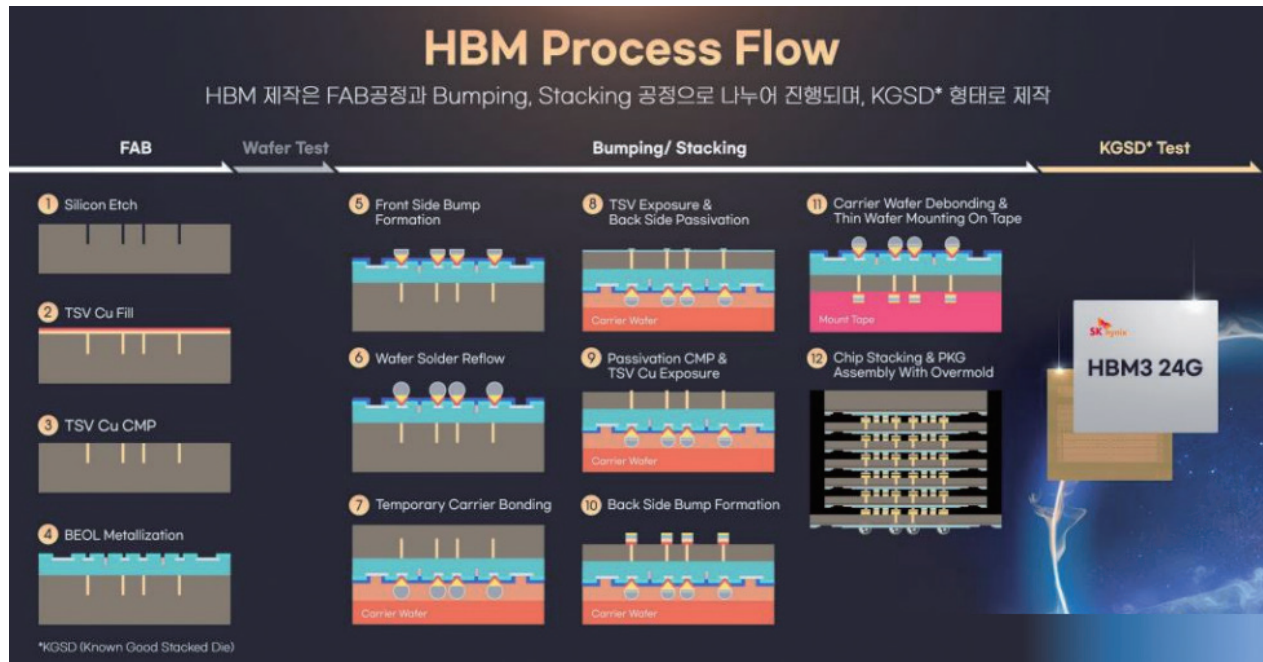 HBM Process Flow
HBM 제작은 FAB공정과 Bumping, Stacking 공정으로 나누어 진행되며, KGSD* 형태로 제작
FAB
Wafer Test
Bumping/ Stacking
KGSD* Test
1 Silicon Etch
2 TSV Cu Fill
3 TSV Cu CMP
4 BEOL Metallization
5 Front Side Bump
Formation
6 Wafer Solder Reflow
7 Temporary Carrier Bonding
Carrier Wafer
8 TSV Exposure &
Back Side Passivation
Carrier Wafer
9 Passivation CMP &
TSV Cu Exposure
Carrier Wafer
10 Back Side Bump Formation
Carrier Wafer
11 Carrier Wafer Debonding &
Thin Wafer Mounting On Tape
Mount Tape
12 Chip Stacking & PKG
Assembly With Overmold
SK hynix
HBM3 24G
*KGSD (Known Good Stacked Die)